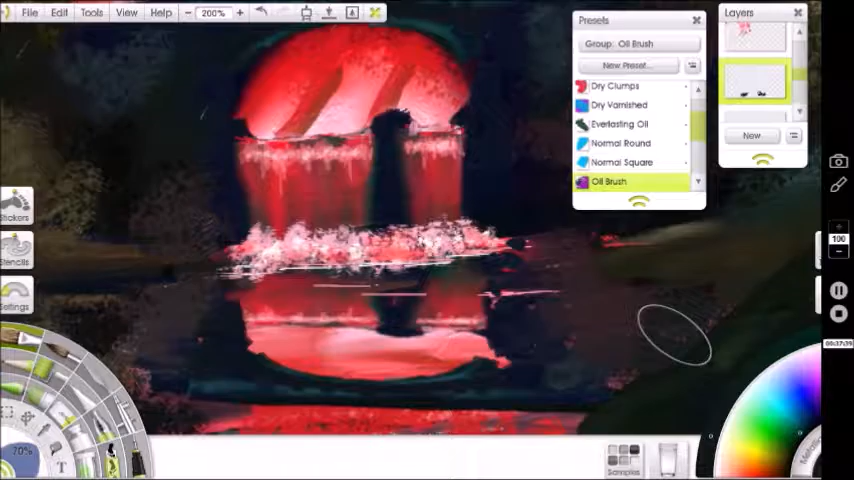 File Edit Tools View Help
200%
Presets
Group: Oil Brush
New Preset...
Dry Clumps
Dry Varnished
Everlasting Oil
Normal Round
Normal Square
Oil Brush
Layers
New
Stickers
Stencils
Settings
70%
T
Samples
Metallic
100